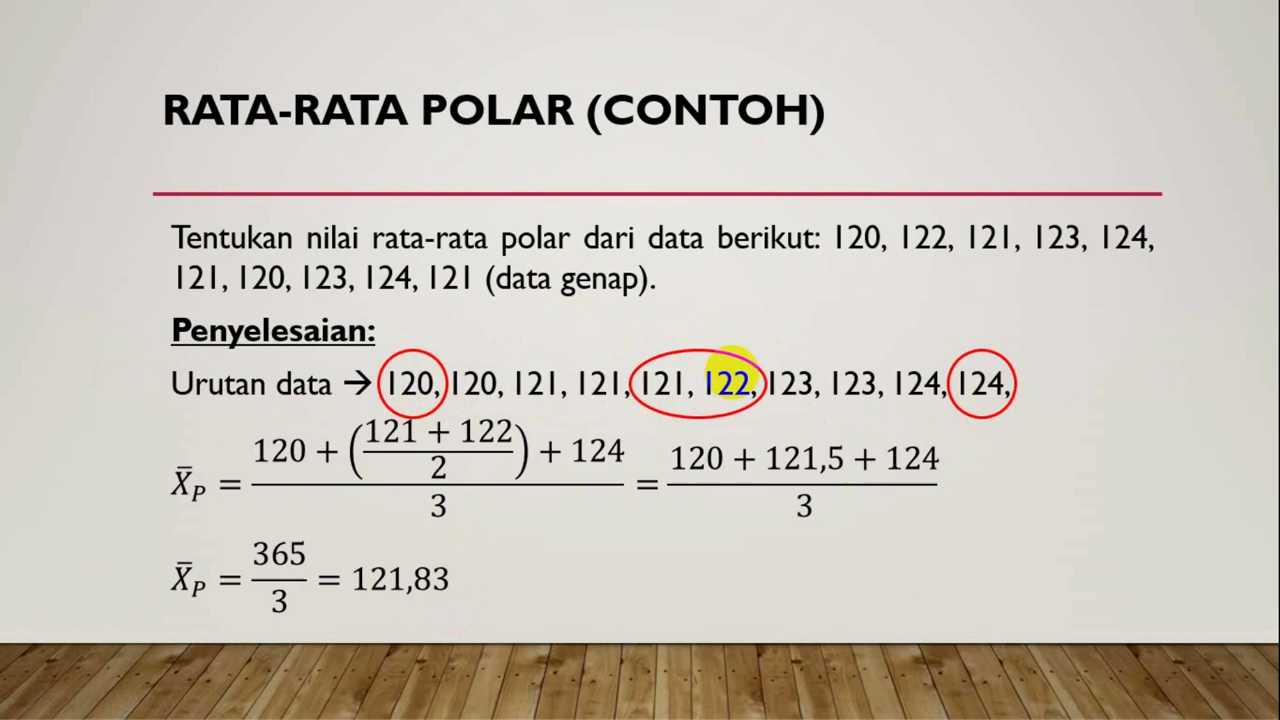 RATA-RATA POLAR (CONTOH)
Tentukan nilai rata-rata polar dari data berikut: 120, 122, 121, 123, 124,
121, 120, 123, 124, 121 (data genap).
Penyelesaian:
Urutan data → 120, 120, 121, 121, 121, 122, 123, 123, 124, 124,
X̄_P = (120 + ((121 + 122)/2) + 124)/3 = (120 + 121,5 + 124)/3
X̄_P = 365/3 = 121,83